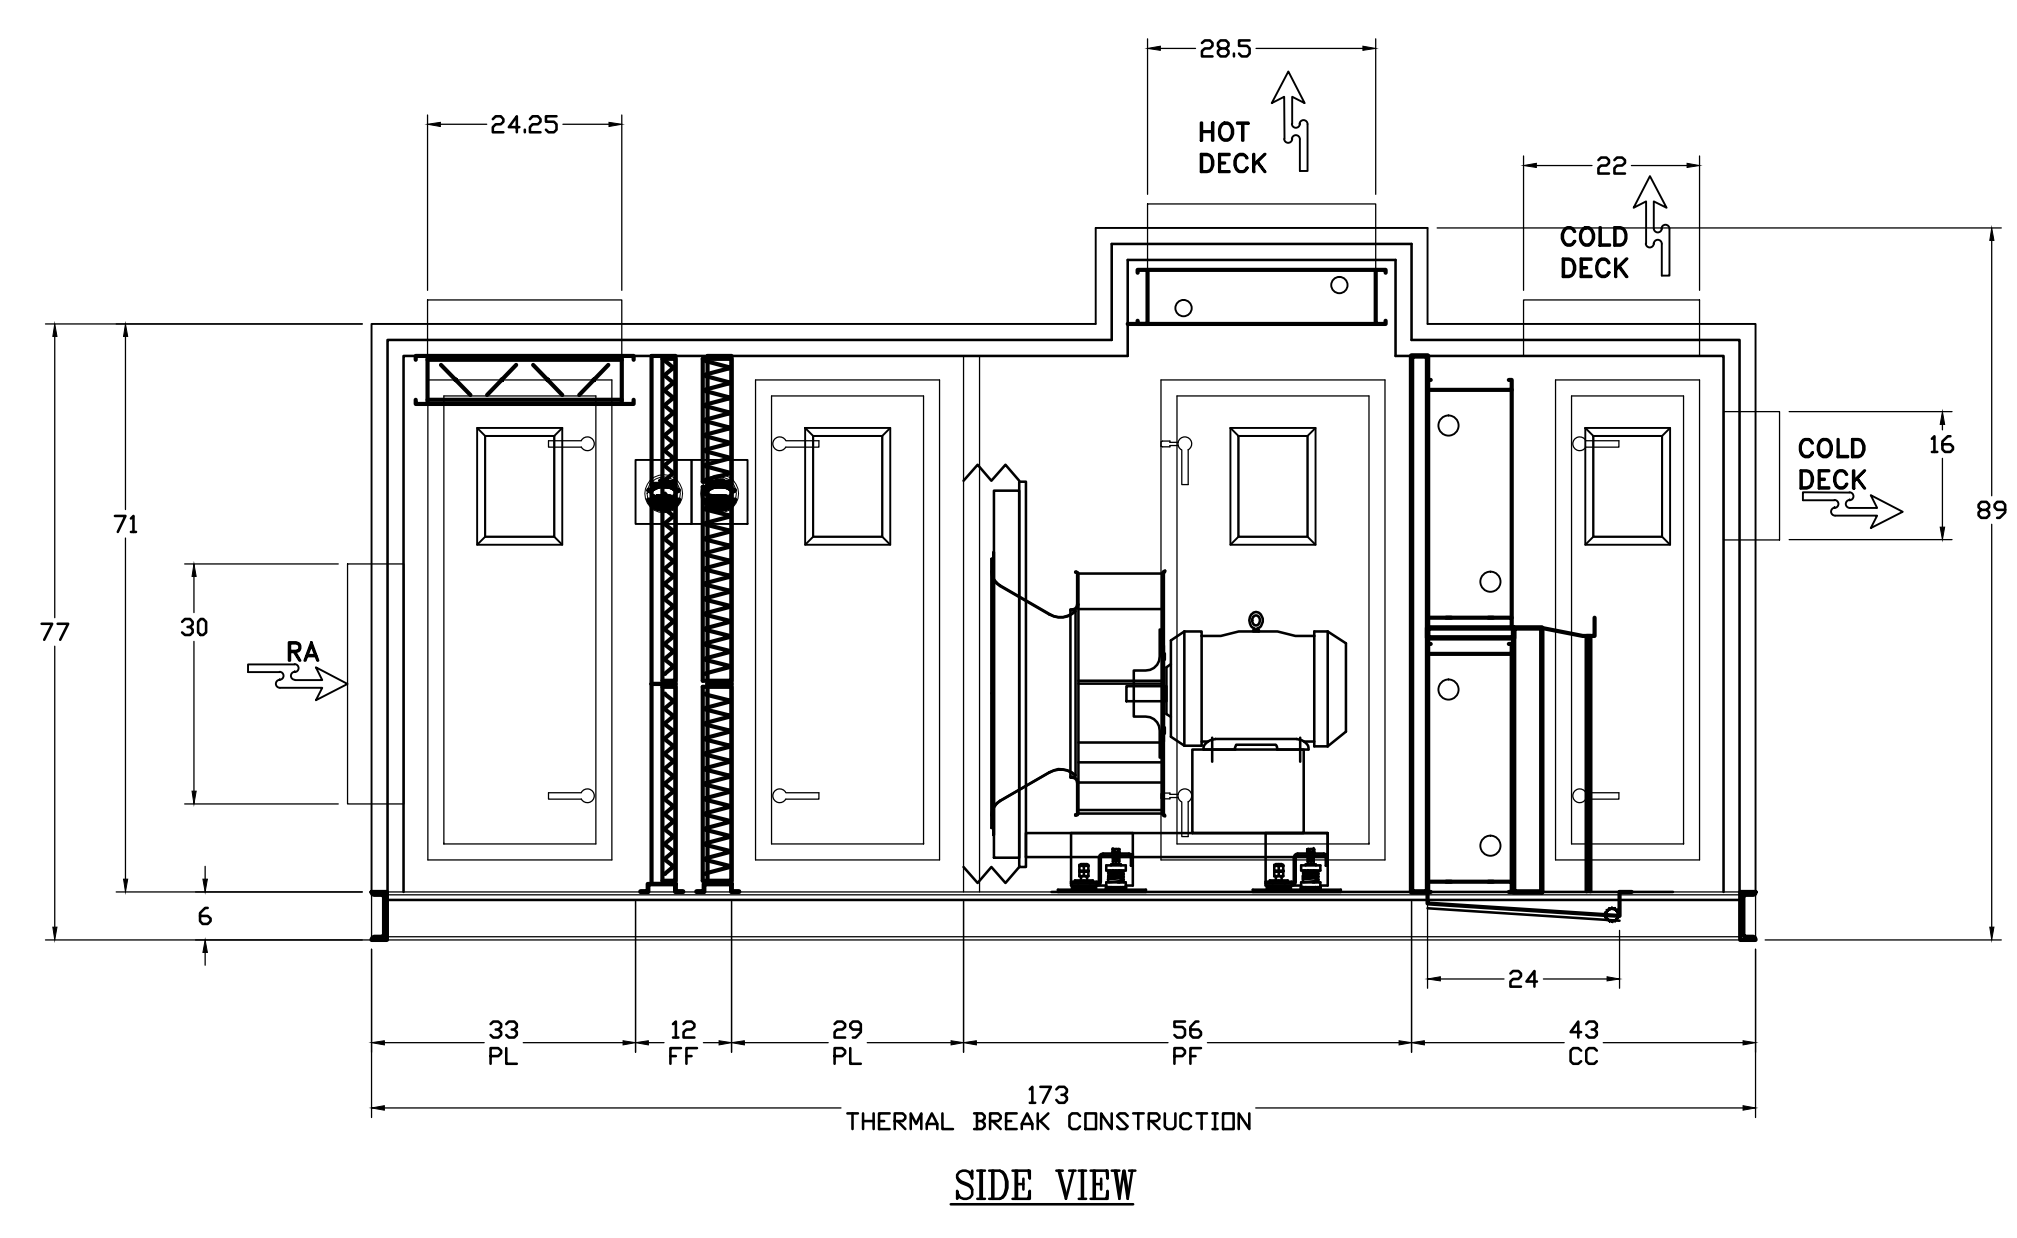 28.5
HOT
DECK
24.25
22
COLD
DECK
16
COLD
DECK
89
71
77
30
RA
6
24
33
PL
12
FF
29
PL
56
PF
43
CC
173
THERMAL BREAK CONSTRUCTION
SIDE VIEW